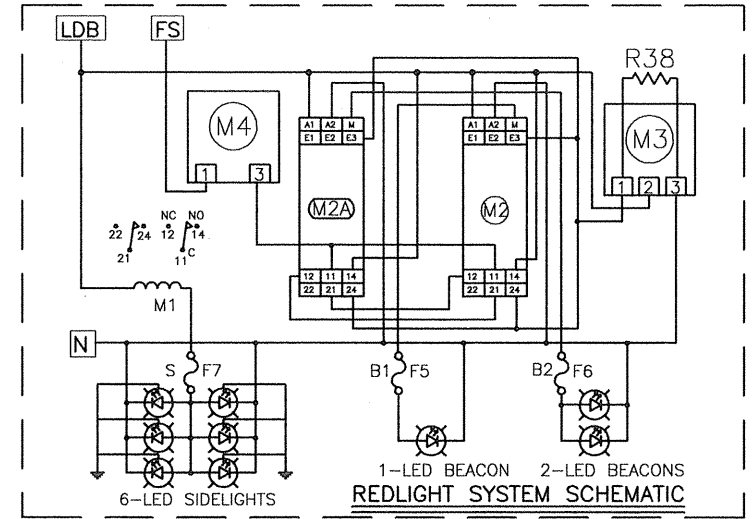 LDB FS
R38
M4 M3
1 3
A1 A2 M
E1 E2 E3
A1 A2 M
E1 E2 E3
1 2 3
M2A M2
NC NO
22 24 12 14
21 11 C
12 11 14
22 21 24
12 11 14
22 21 24
M1
N
S F7
B1 F5
B2 F6
1-LED BEACON 2-LED BEACONS
6-LED SIDELIGHTS
REDLIGHT SYSTEM SCHEMATIC